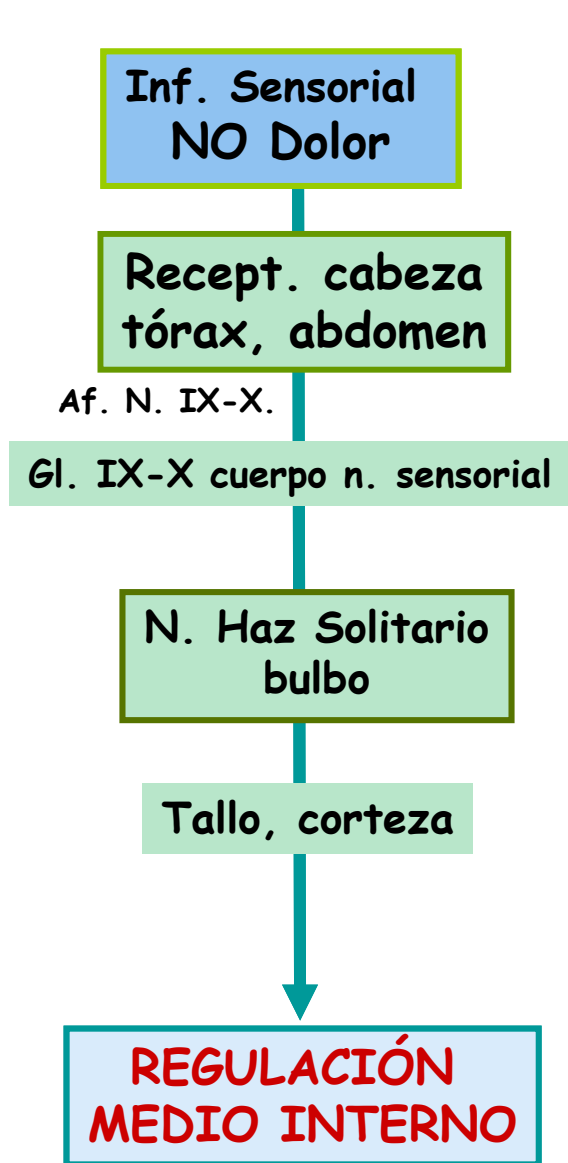 Inf. Sensorial
NO Dolor
Recept. cabeza
tórax, abdomen
Af. N. IX-X.
Gl. IX-X cuerpo n. sensorial
N. Haz Solitario
bulbo
Tallo, corteza
REGULACIÓN
MEDIO INTERNO